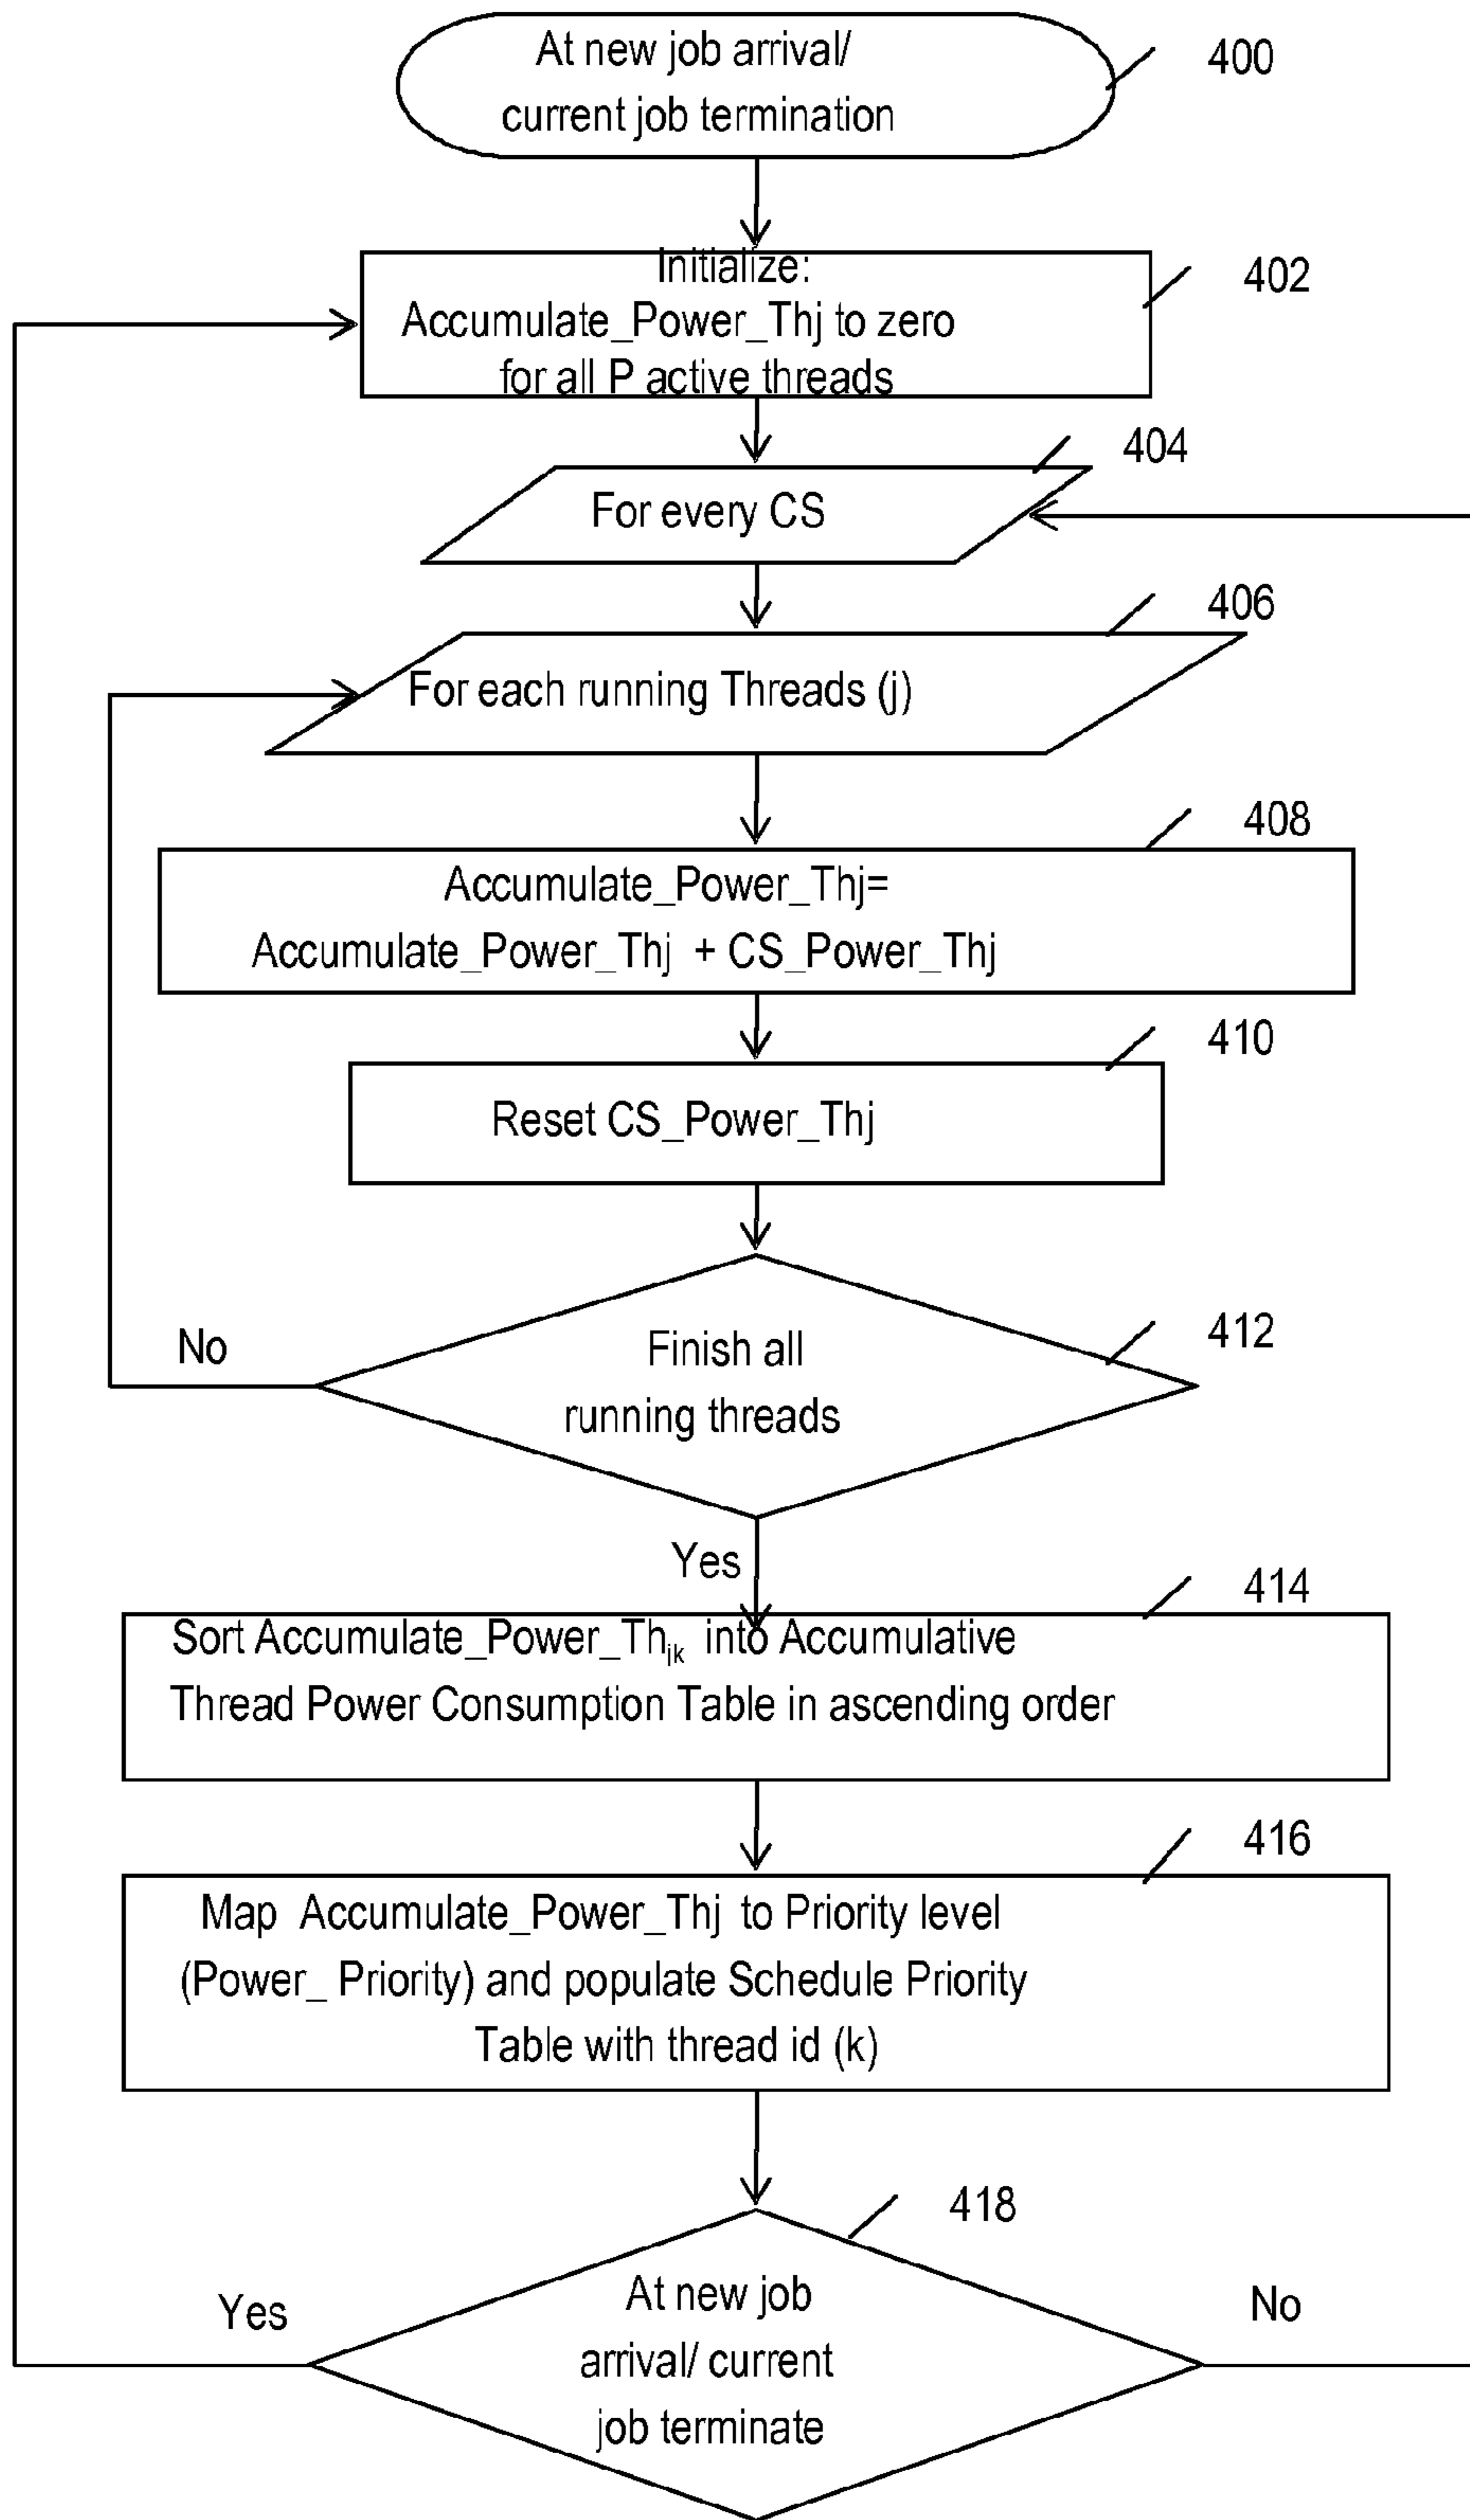 At new job arrival/
current job termination
400
Initialize:
Accumulate_Power_Thj to zero
for all P active threads
402
404
For every CS
406
For each running Threads (j)
408
Accumulate_Power_Thj=
Accumulate_Power_Thj + CS_Power_Thj
410
Reset CS_Power_Thj
412
Finish all
running threads
No
Yes
414
Sort Accumulate_Power_Thjk into Accumulative
Thread Power Consumption Table in ascending order
416
Map Accumulate_Power_Thj to Priority level
(Power_ Priority) and populate Schedule Priority
Table with thread id (k)
418
At new job
arrival/ current
job terminate
Yes
No